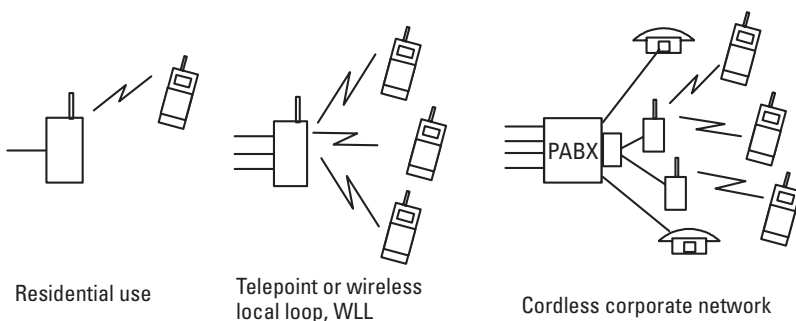 PABX
Residential use
Telepoint or wireless
local loop, WLL
Cordless corporate network